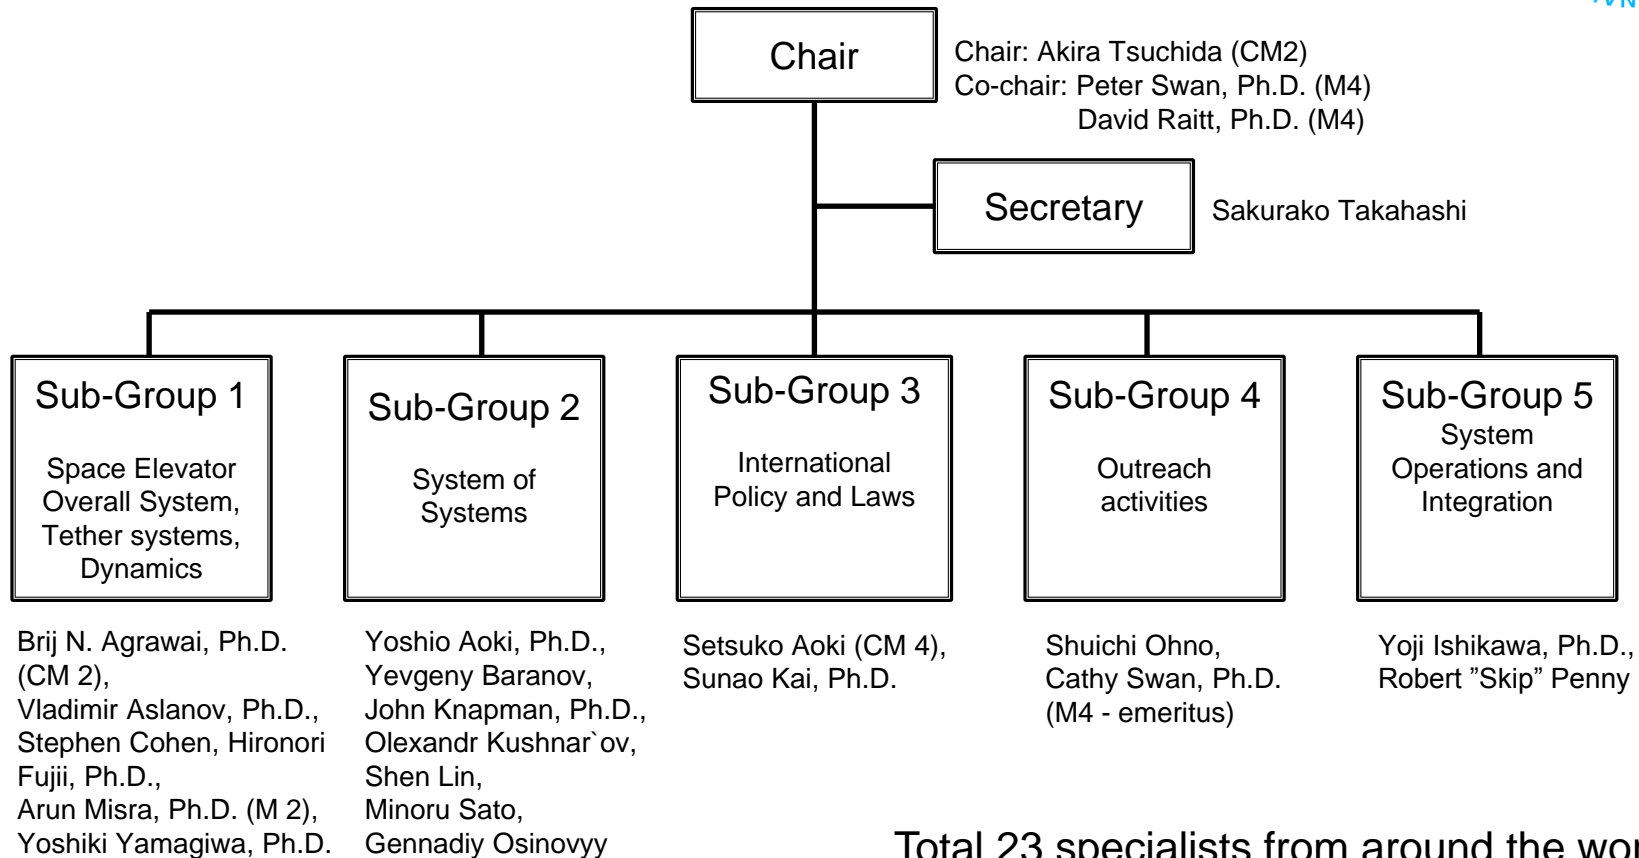 Chair
Chair: Akira Tsuchida (CM2)
Co-chair: Peter Swan, Ph.D. (M4)
David Raitt, Ph.D. (M4)
Secretary
Sakurako Takahashi
Sub-Group 1
Space Elevator
Overall System,
Tether systems,
Dynamics
Sub-Group 2
System of
Systems
Sub-Group 3
International
Policy and Laws
Sub-Group 4
Outreach
activities
Sub-Group 5
System
Operations and
Integration
Brij N. Agrawai, Ph.D.
(CM 2),
Vladimir Aslanov, Ph.D.,
Stephen Cohen, Hironori
Fujii, Ph.D.,
Arun Misra, Ph.D. (M 2),
Yoshiki Yamagiwa, Ph.D.
Yoshio Aoki, Ph.D.,
Yevgeny Baranov,
John Knapman, Ph.D.,
Olexandr Kushnar`ov,
Shen Lin,
Minoru Sato,
Gennadiy Osinovyy
Setsuko Aoki (CM 4),
Sunao Kai, Ph.D.
Shuichi Ohno,
Cathy Swan, Ph.D.
(M4 - emeritus)
Yoji Ishikawa, Ph.D.,
Robert ”Skip” Penny
Total 23 specialists from around the wor